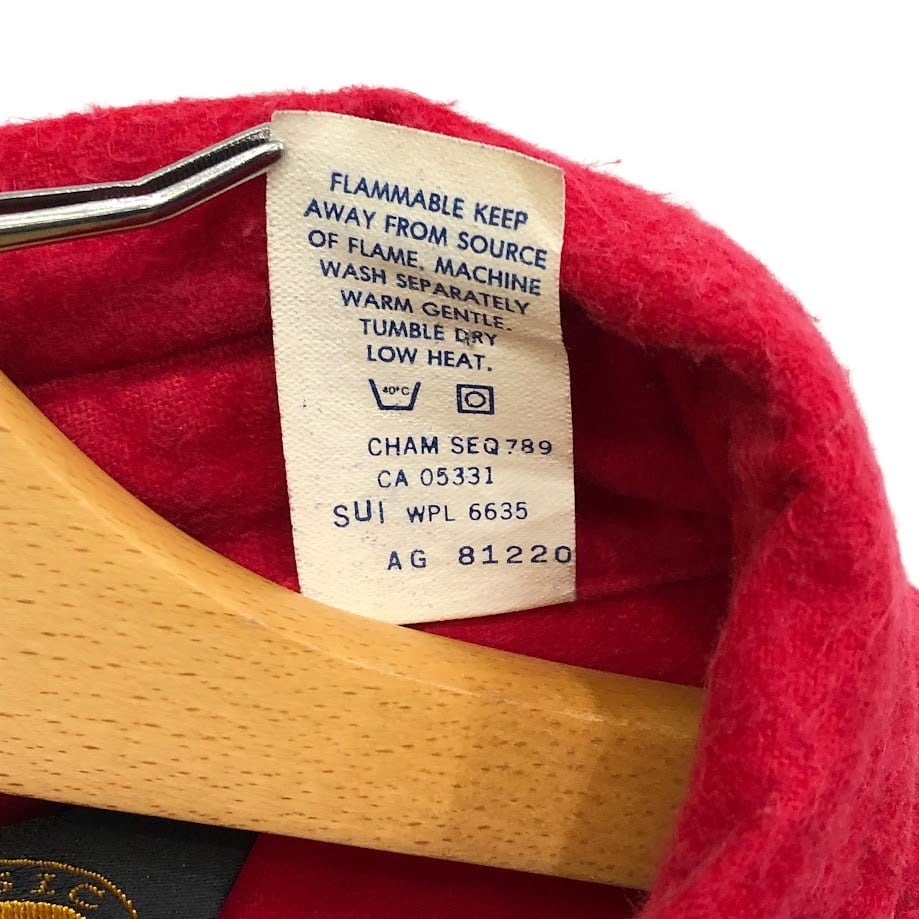 FLAMMABLE KEEP
AWAY FROM SOURCE
OF FLAME. MACHINE
WASH SEPARATELY
WARM GENTLE.
TUMBLE DRY
LOW HEAT.
40°C
CHAM SEQ 789
CA 05331
SUI WPL 6635
AG 81220
SIC